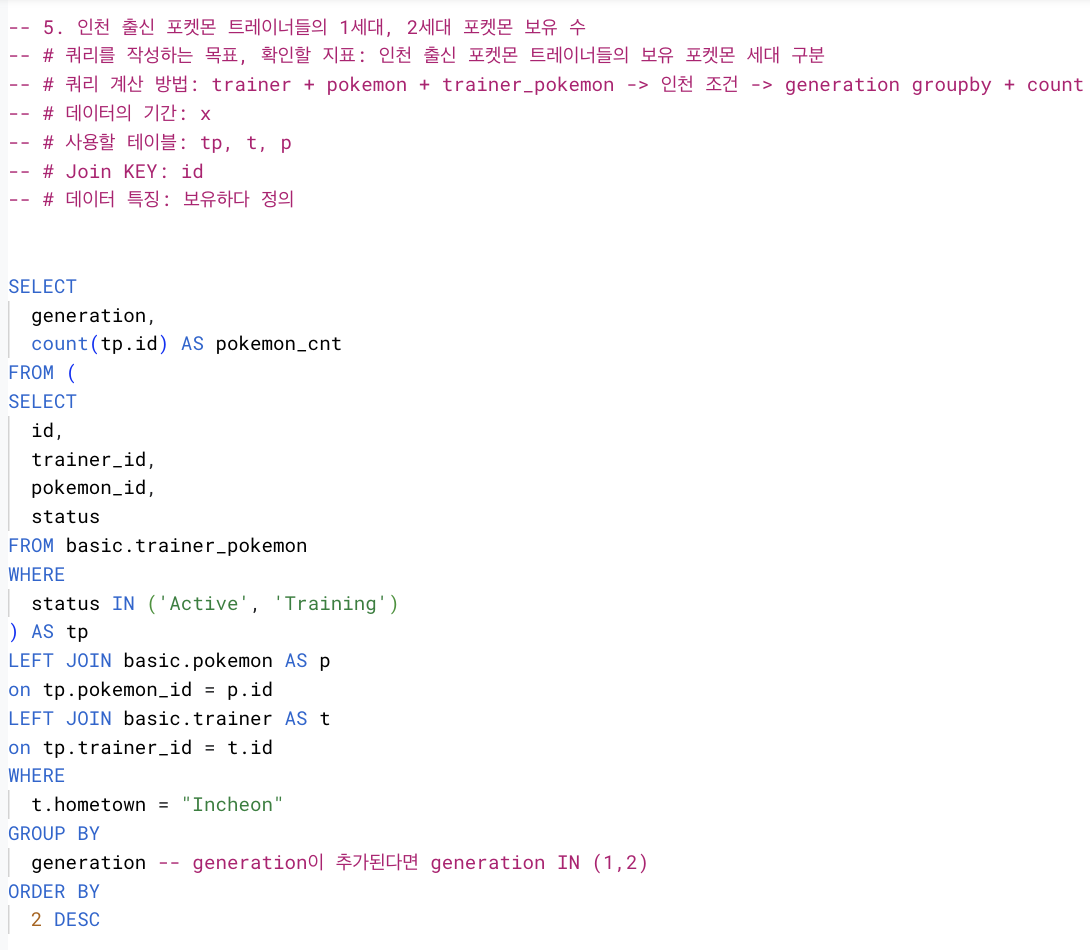 -- 5. 인천 출신 포켓몬 트레이너들의 1세대, 2세대 포켓몬 보유 수
-- # 쿼리를 작성하는 목표, 확인할 지표: 인천 출신 포켓몬 트레이너들의 보유 포켓몬 세대 구분
-- # 쿼리 계산 방법: trainer + pokemon + trainer_pokemon -> 인천 조건 -> generation groupby + count
-- # 데이터의 기간: x
-- # 사용할 테이블: tp, t, p
-- # Join KEY: id
-- # 데이터 특징: 보유하다 정의
SELECT
generation,
count(tp.id) AS pokemon_cnt
FROM (
SELECT
id,
trainer_id,
pokemon_id,
status
FROM basic.trainer_pokemon
WHERE
status IN ('Active', 'Training')
) AS tp
LEFT JOIN basic.pokemon AS p
on tp.pokemon_id = p.id
LEFT JOIN basic.trainer AS t
on tp.trainer_id = t.id
WHERE
t.hometown = "Incheon"
GROUP BY
generation -- generation이 추가된다면 generation IN (1,2)
ORDER BY
2 DESC